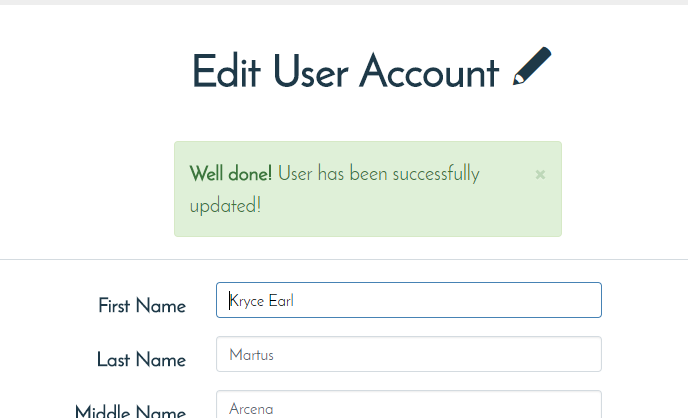 Edit User Account
Well done! User has been successfully ×
updated!
First Name Kryce Earl
Last Name Martus
Middle Name Arcena